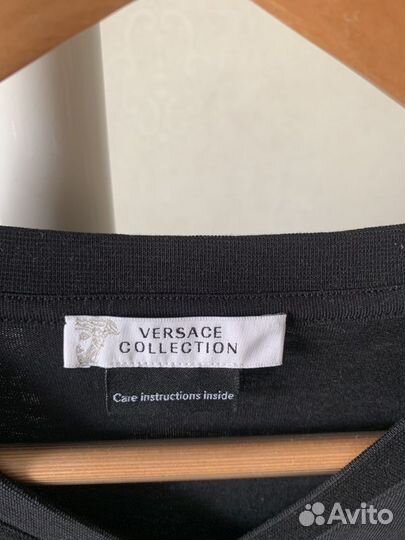 VERSACE
COLLECTION
Care instructions inside
Avito